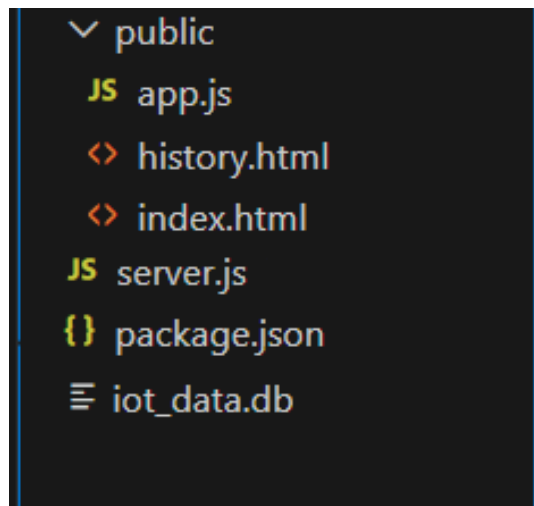 public
JS app.js
<> history.html
<> index.html
JS server.js
{} package.json
iot_data.db